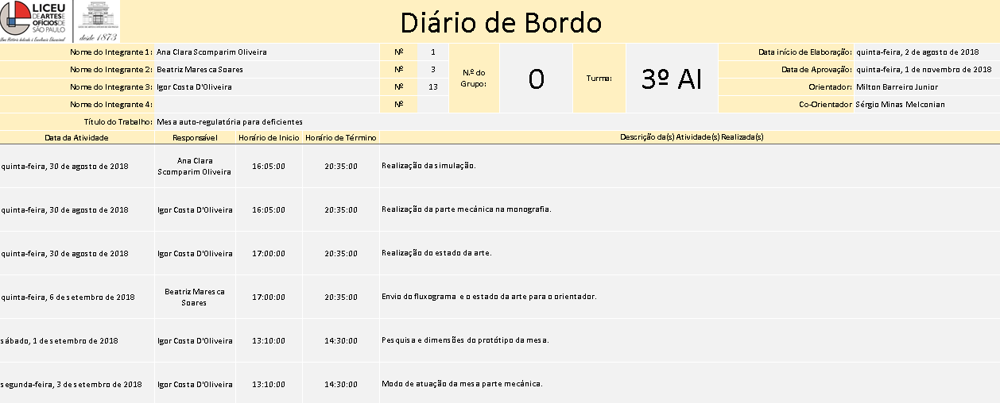 LICEU
DE ARTES E
OFÍCIOS DE
SÃO PAULO
Uma História dedicada à Excelência Educacional
desde 1873
Diário de Bordo
Nome do Integrante 1: Ana Clara Scomparim Oliveira Nº 1
Nome do Integrante 2: Beatriz Maresca Soares Nº 3
Nome do Integrante 3: Igor Costa D'Oliveira Nº 13
Nome do Integrante 4: Nº
N.º do
Grupo:
0
Turma:
3º AI
Data início de Elaboração: quinta-feira, 2 de agosto de 2018
Data de Aprovação: quinta-feira, 1 de novembro de 2018
Orientador: Milton Barreiro Junior
Co-Orientador Sérgio Minas Melconian
Título do Trabalho: Mesa auto-regulatória para deficientes
Data da Atividade Responsável Horário de Inicio Horário de Término Descrição da(s) Atividade(s) Realizada(s)
quinta-feira, 30 de agosto de 2018 Ana Clara
Scomparim Oliveira 16:05:00 20:35:00 Realização da simulação.
quinta-feira, 30 de agosto de 2018 Igor Costa D'Oliveira 16:05:00 20:35:00 Realização da parte mecânica na monografia.
quinta-feira, 30 de agosto de 2018 Igor Costa D'Oliveira 17:00:00 20:35:00 Realização do estado da arte.
quinta-feira, 6 de setembro de 2018 Beatriz Maresca
Soares 17:00:00 20:35:00 Envio do fluxograma e o estado da arte para o orientador.
sábado, 1 de setembro de 2018 Igor Costa D'Oliveira 13:10:00 14:30:00 Pesquisa e dimensões do protótipo da mesa.
segunda-feira, 3 de setembro de 2018 Igor Costa D'Oliveira 13:10:00 14:30:00 Modo de atuação da mesa parte mecânica.